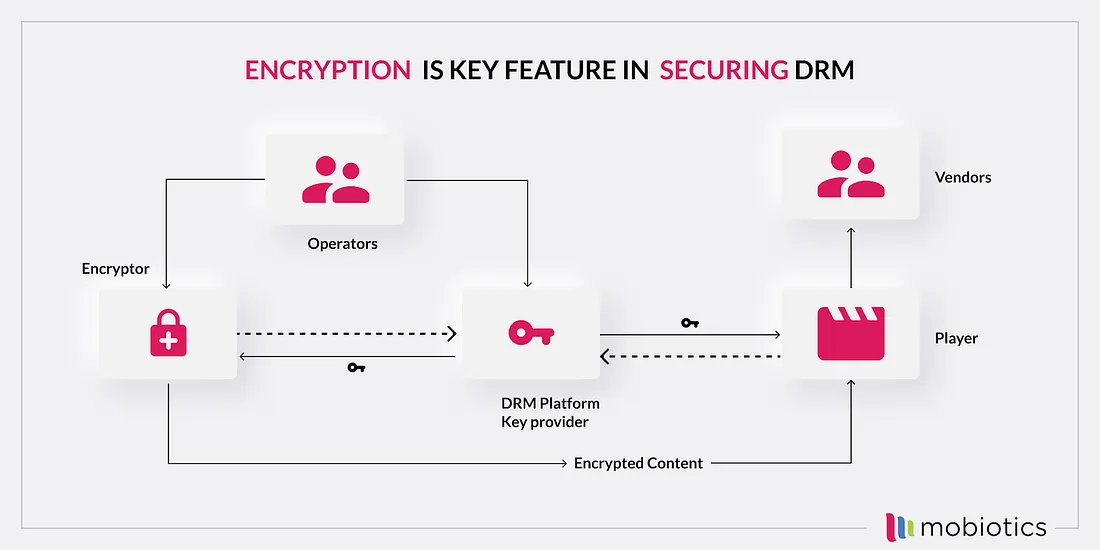 ENCRYPTION IS KEY FEATURE IN SECURING DRM
Operators
Vendors
Encryptor
Player
DRM Platform
Key provider
Encrypted Content
mobiotics